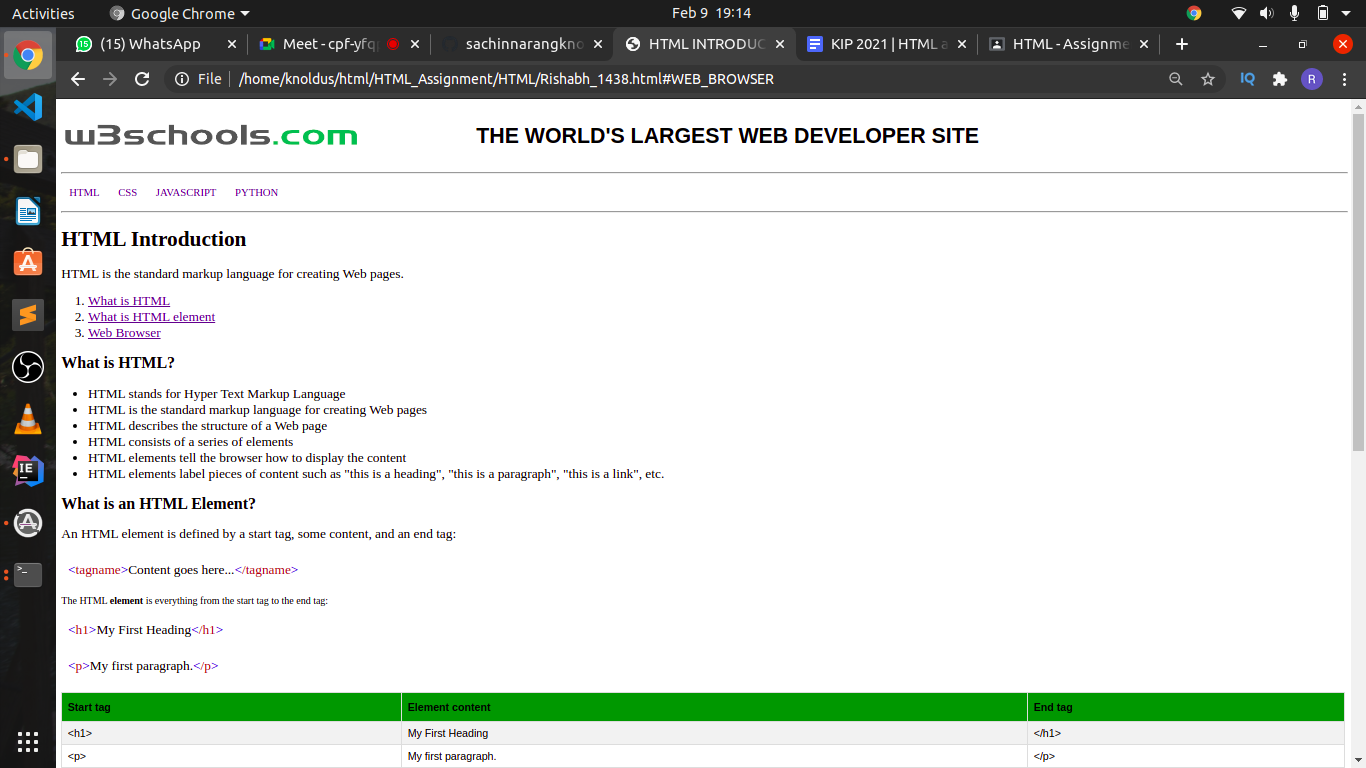 Activities Google Chrome Feb 9 19:14
(15) WhatsApp Meet - cpf-yfq sachinnarangkno HTML INTRODUC KIP 2021 | HTML a HTML - Assignme
File /home/knoldus/html/HTML_Assignment/HTML/Rishabh_1438.html#WEB_BROWSER IQ R
w3schools.com THE WORLD'S LARGEST WEB DEVELOPER SITE
HTML CSS JAVASCRIPT PYTHON
HTML Introduction
HTML is the standard markup language for creating Web pages.
1. What is HTML
2. What is HTML element
3. Web Browser
What is HTML?
• HTML stands for Hyper Text Markup Language
• HTML is the standard markup language for creating Web pages
• HTML describes the structure of a Web page
• HTML consists of a series of elements
• HTML elements tell the browser how to display the content
• HTML elements label pieces of content such as "this is a heading", "this is a paragraph", "this is a link", etc.
What is an HTML Element?
An HTML element is defined by a start tag, some content, and an end tag:
<tagname>Content goes here...</tagname>
The HTML element is everything from the start tag to the end tag:
<h1>My First Heading</h1>
<p>My first paragraph.</p>
Start tag Element content End tag
<h1> My First Heading </h1>
<p> My first paragraph. </p>